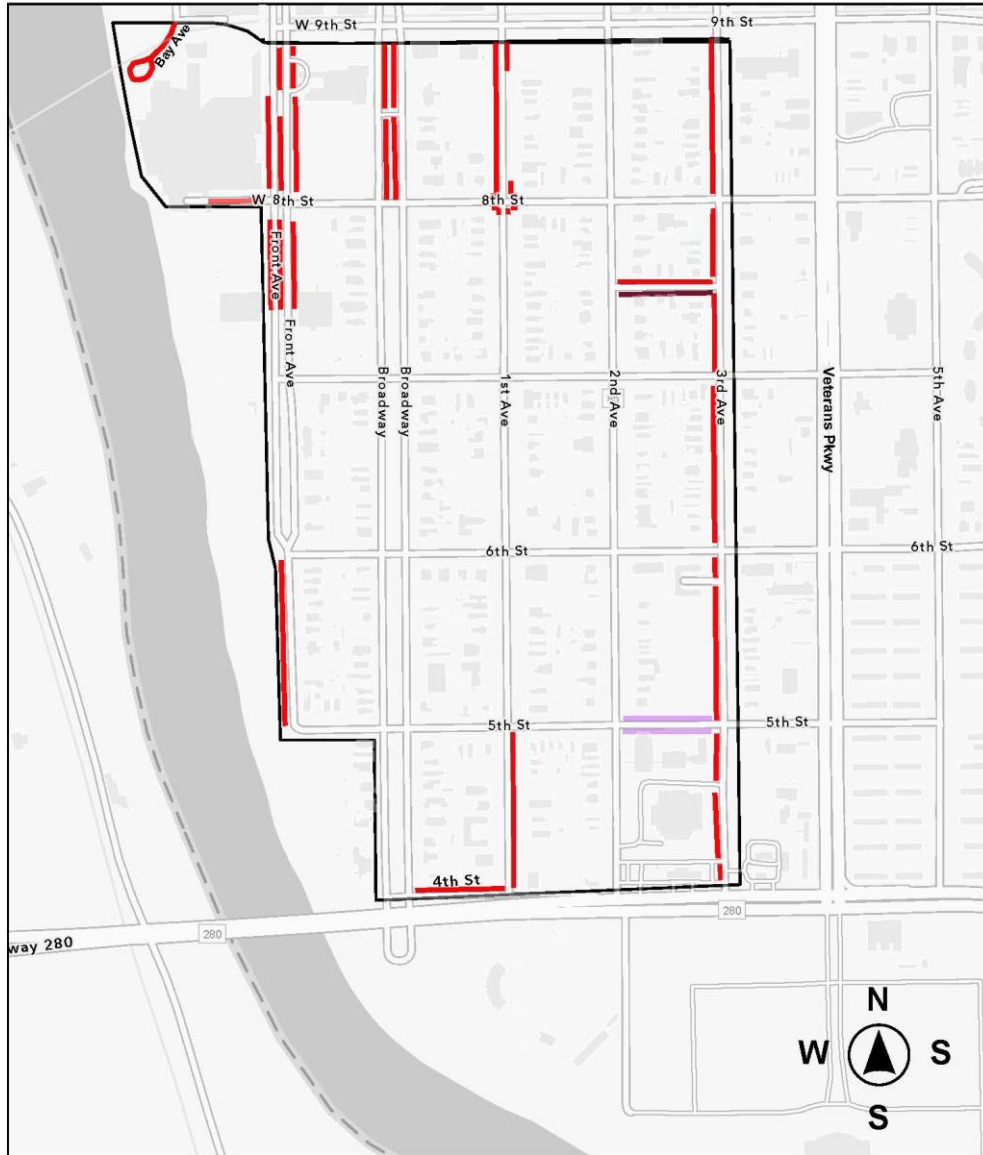 W 9th St
9th St
Bay Ave
W 8th St
8th St
Front Ave
Front Ave
Broadway
Broadway
1st Ave
2nd Ave
3rd Ave
Veterans Pkwy
5th Ave
6th St
6th St
5th St
5th St
4th St
280
280
way 280
N
W
S
S